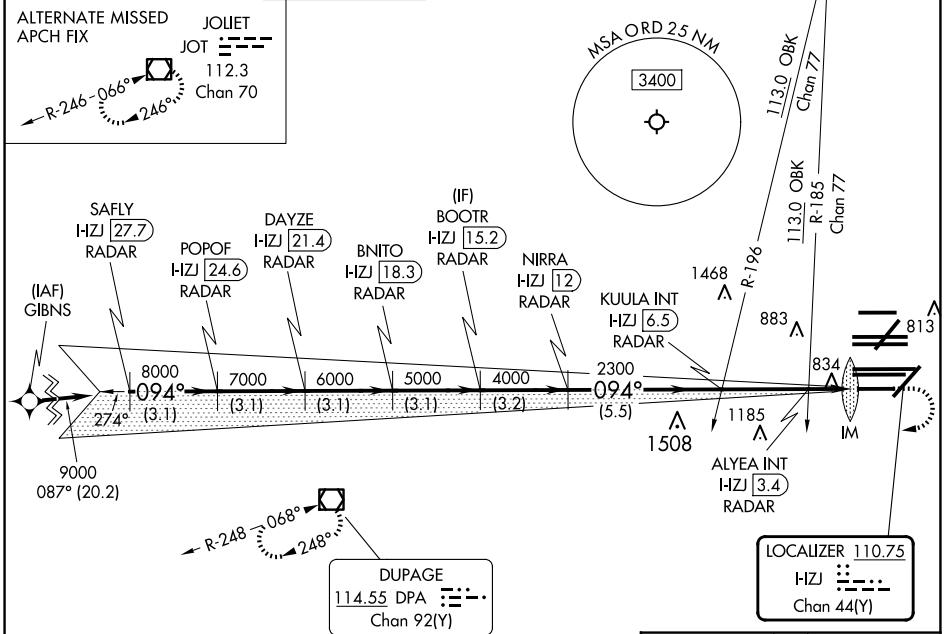 ALTERNATE MISSED
APCH FIX
JOLIET
JOT
112.3
Chan 70
R-246
066°
246°
MSA ORD 25 NM
3400
113.0 OBK
Chan 77
R-196
113.0 OBK
R-185
Chan 77
(IAF)
GIBNS
SAFLY
I-IZJ 27.7
RADAR
POPOF
I-IZJ 24.6
RADAR
DAYZE
I-IZJ 21.4
RADAR
BNITO
I-IZJ 18.3
RADAR
(IF)
BOOTR
I-IZJ 15.2
RADAR
NIRRA
I-IZJ 12
RADAR
KUULA INT
I-IZJ 6.5
RADAR
1468
883
813
834
8000
094°
(3.1)
7000
(3.1)
6000
(3.1)
5000
(3.1)
4000
(3.2)
2300
094°
(5.5)
274°
9000
087° (20.2)
1508
1185
IM
ALYEA INT
I-IZJ 3.4
RADAR
R-248
068°
248°
DUPAGE
114.55 DPA
Chan 92(Y)
LOCALIZER 110.75
I-IZJ
Chan 44(Y)